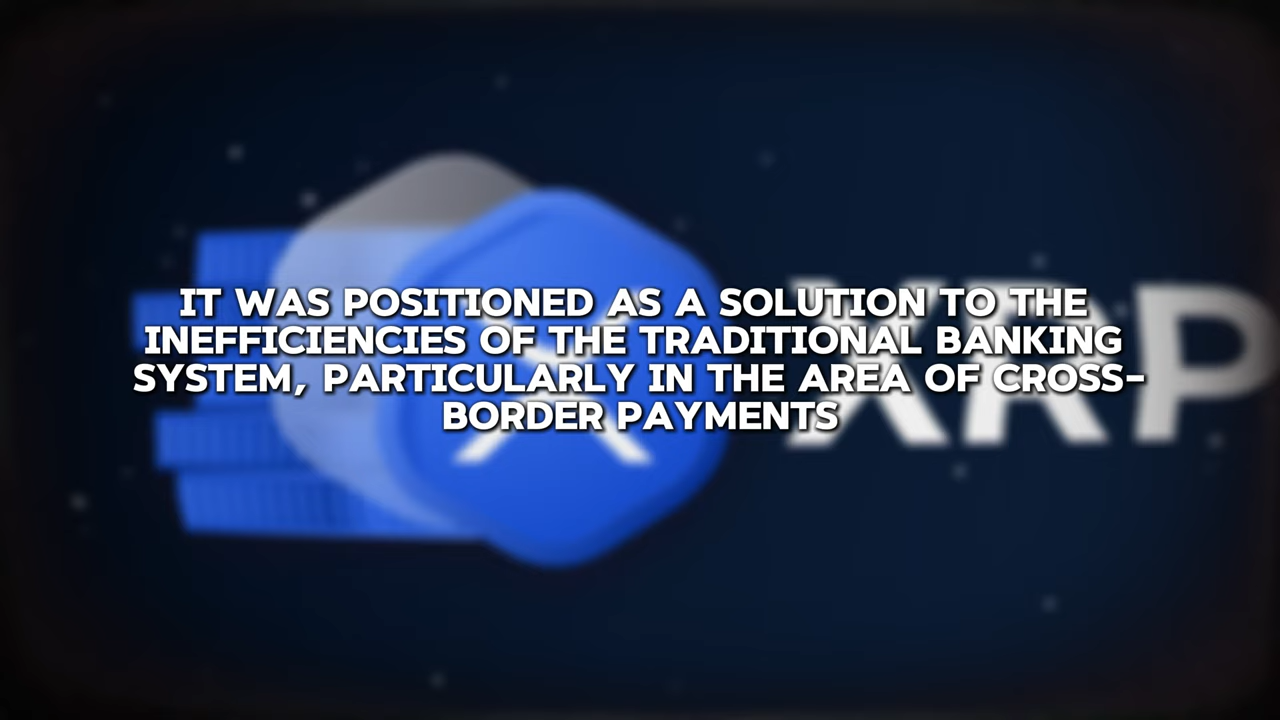 IT WAS POSITIONED AS A SOLUTION TO THE
INEFFICIENCIES OF THE TRADITIONAL BANKING
SYSTEM, PARTICULARLY IN THE AREA OF CROSS-
BORDER PAYMENTS
XRP